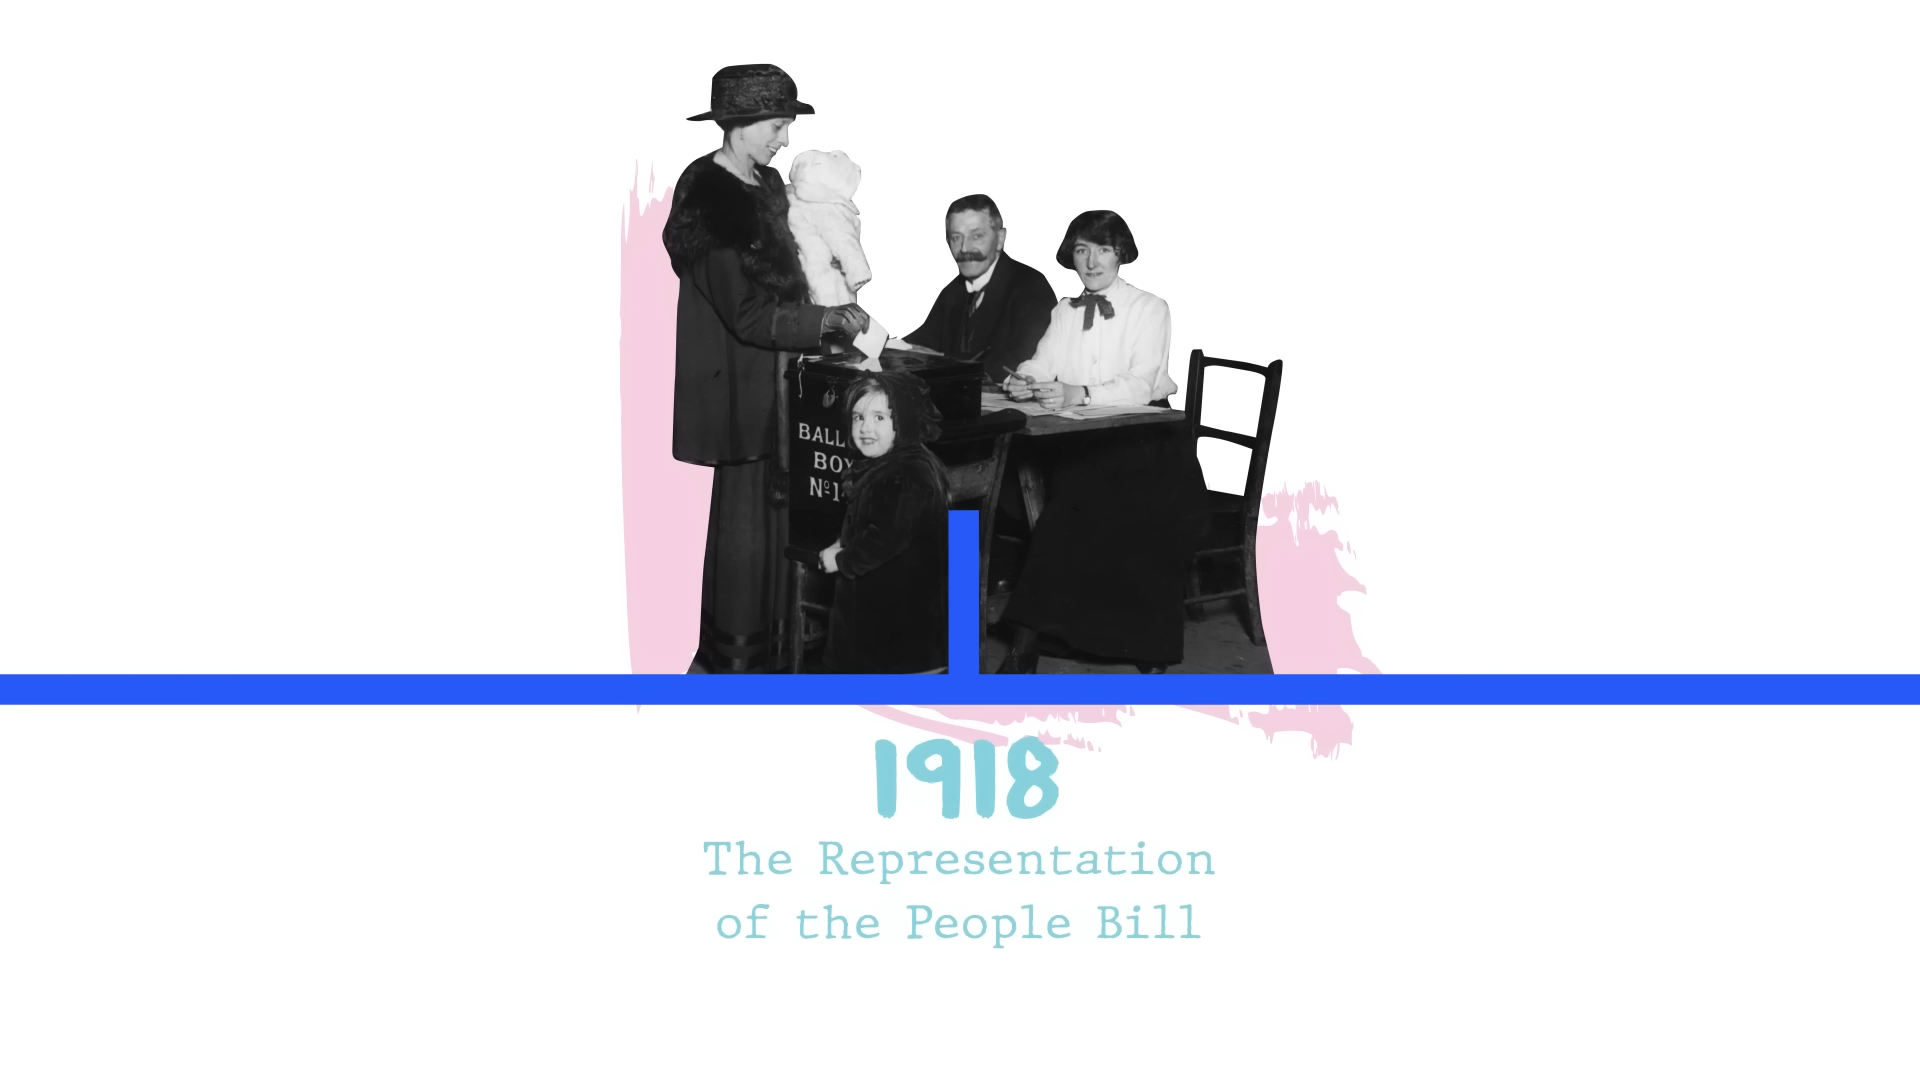 BALL
BOX
Nº1
1918
The Representation
of the People Bill